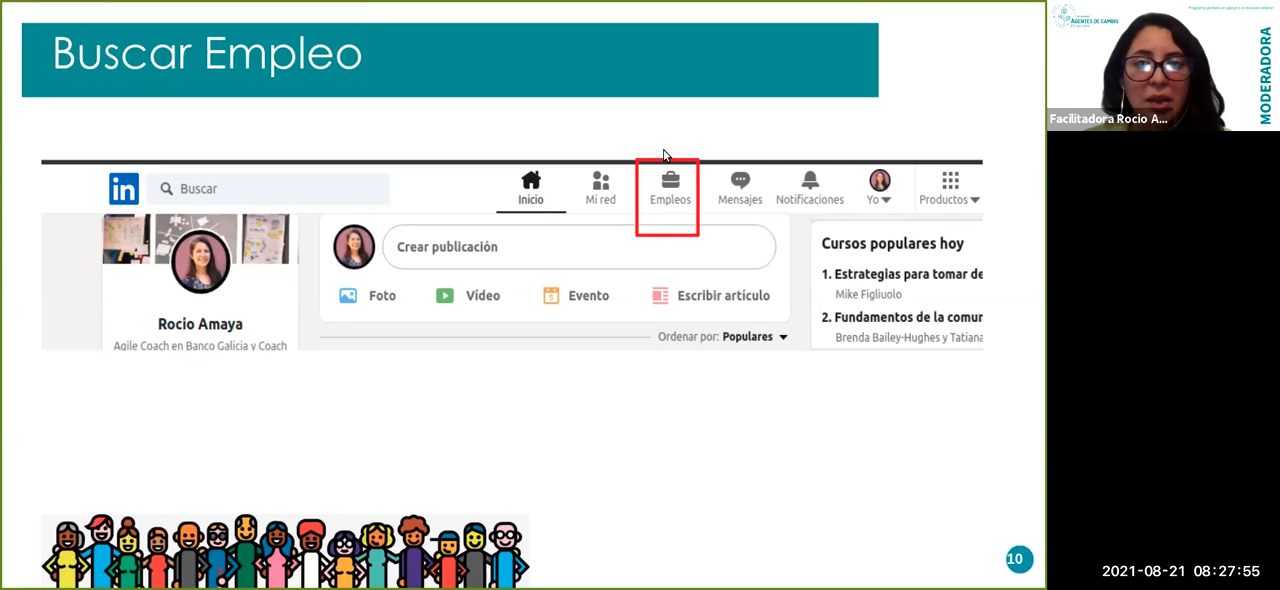 Buscar Empleo
in
Buscar
Inicio
Mi red
Empleos
Mensajes
Notificaciones
Yo
Productos
Crear publicación
Foto
Vídeo
Evento
Escribir artículo
Ordenar por: Populares
Rocio Amaya
Agile Coach en Banco Galicia y Coach
Cursos populares hoy
1. Estrategias para tomar de
Mike Figliuolo
2. Fundamentos de la comur
Brenda Bailey-Hughes y Tatiana
10
AGENTES DE CAMBIO
MODERADORA
Facilitadora Rocio A...
2021-08-21 08:27:55